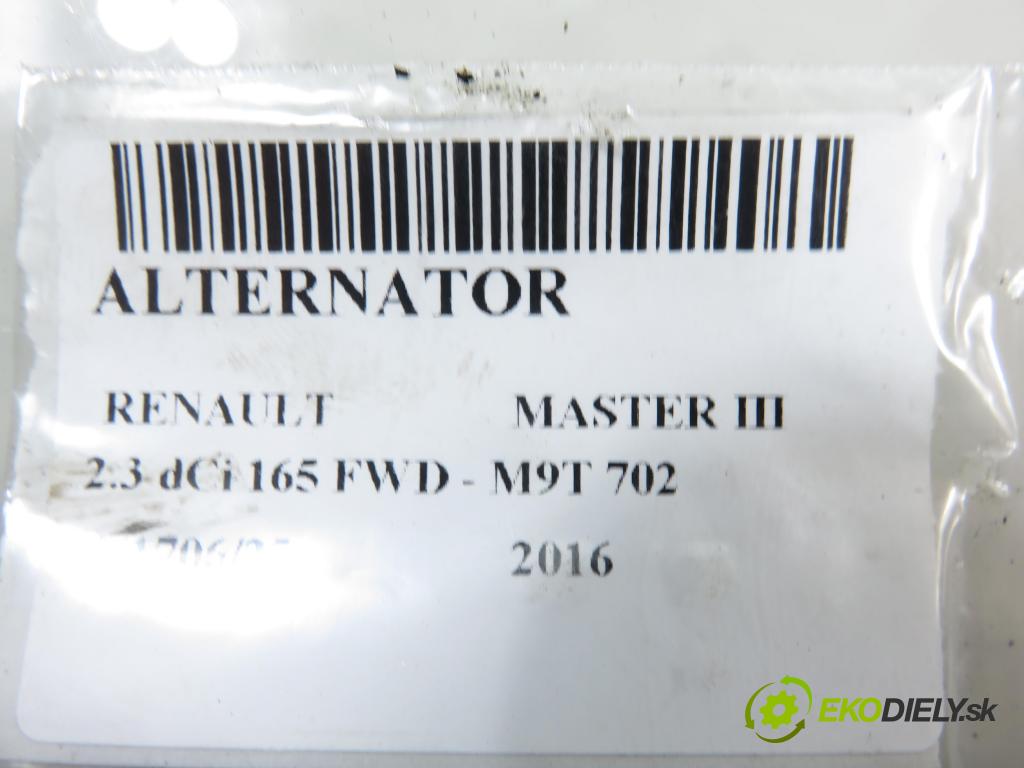 ALTERNATOR
RENAULT MASTER III
2.3 dCi 165 FWD - M9T 702
2016
EKODIELY.sk